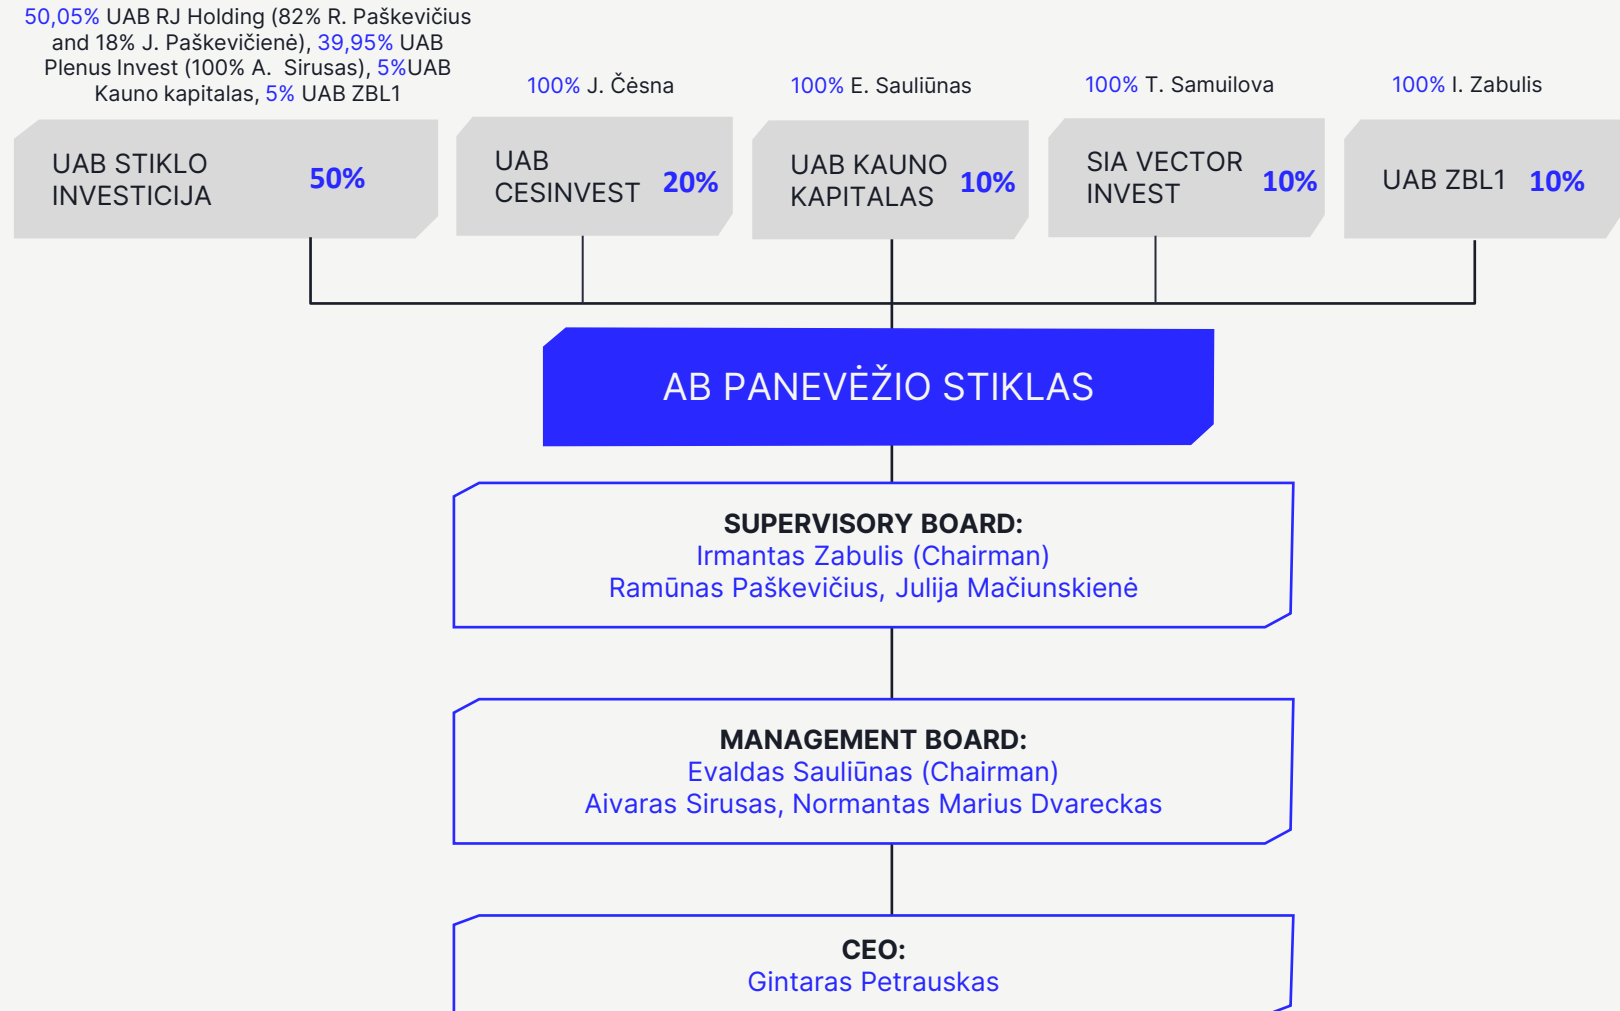 50,05% UAB RJ Holding (82% R. Paškevičius
and 18% J. Paškevičienė), 39,95% UAB
Plenus Invest (100% A. Sirusas), 5%UAB
Kauno kapitalas, 5% UAB ZBL1
100% J. Čėsna
100% E. Sauliūnas
100% T. Samuilova
100% I. Zabulis
UAB STIKLO
INVESTICIJA
50%
UAB
CESINVEST
20%
UAB KAUNO
KAPITALAS
10%
SIA VECTOR
INVEST
10%
UAB ZBL1
10%
AB PANEVĖŽIO STIKLAS
SUPERVISORY BOARD:
Irmantas Zabulis (Chairman)
Ramūnas Paškevičius, Julija Mačiunskienė
MANAGEMENT BOARD:
Evaldas Sauliūnas (Chairman)
Aivaras Sirusas, Normantas Marius Dvareckas
CEO:
Gintaras Petrauskas